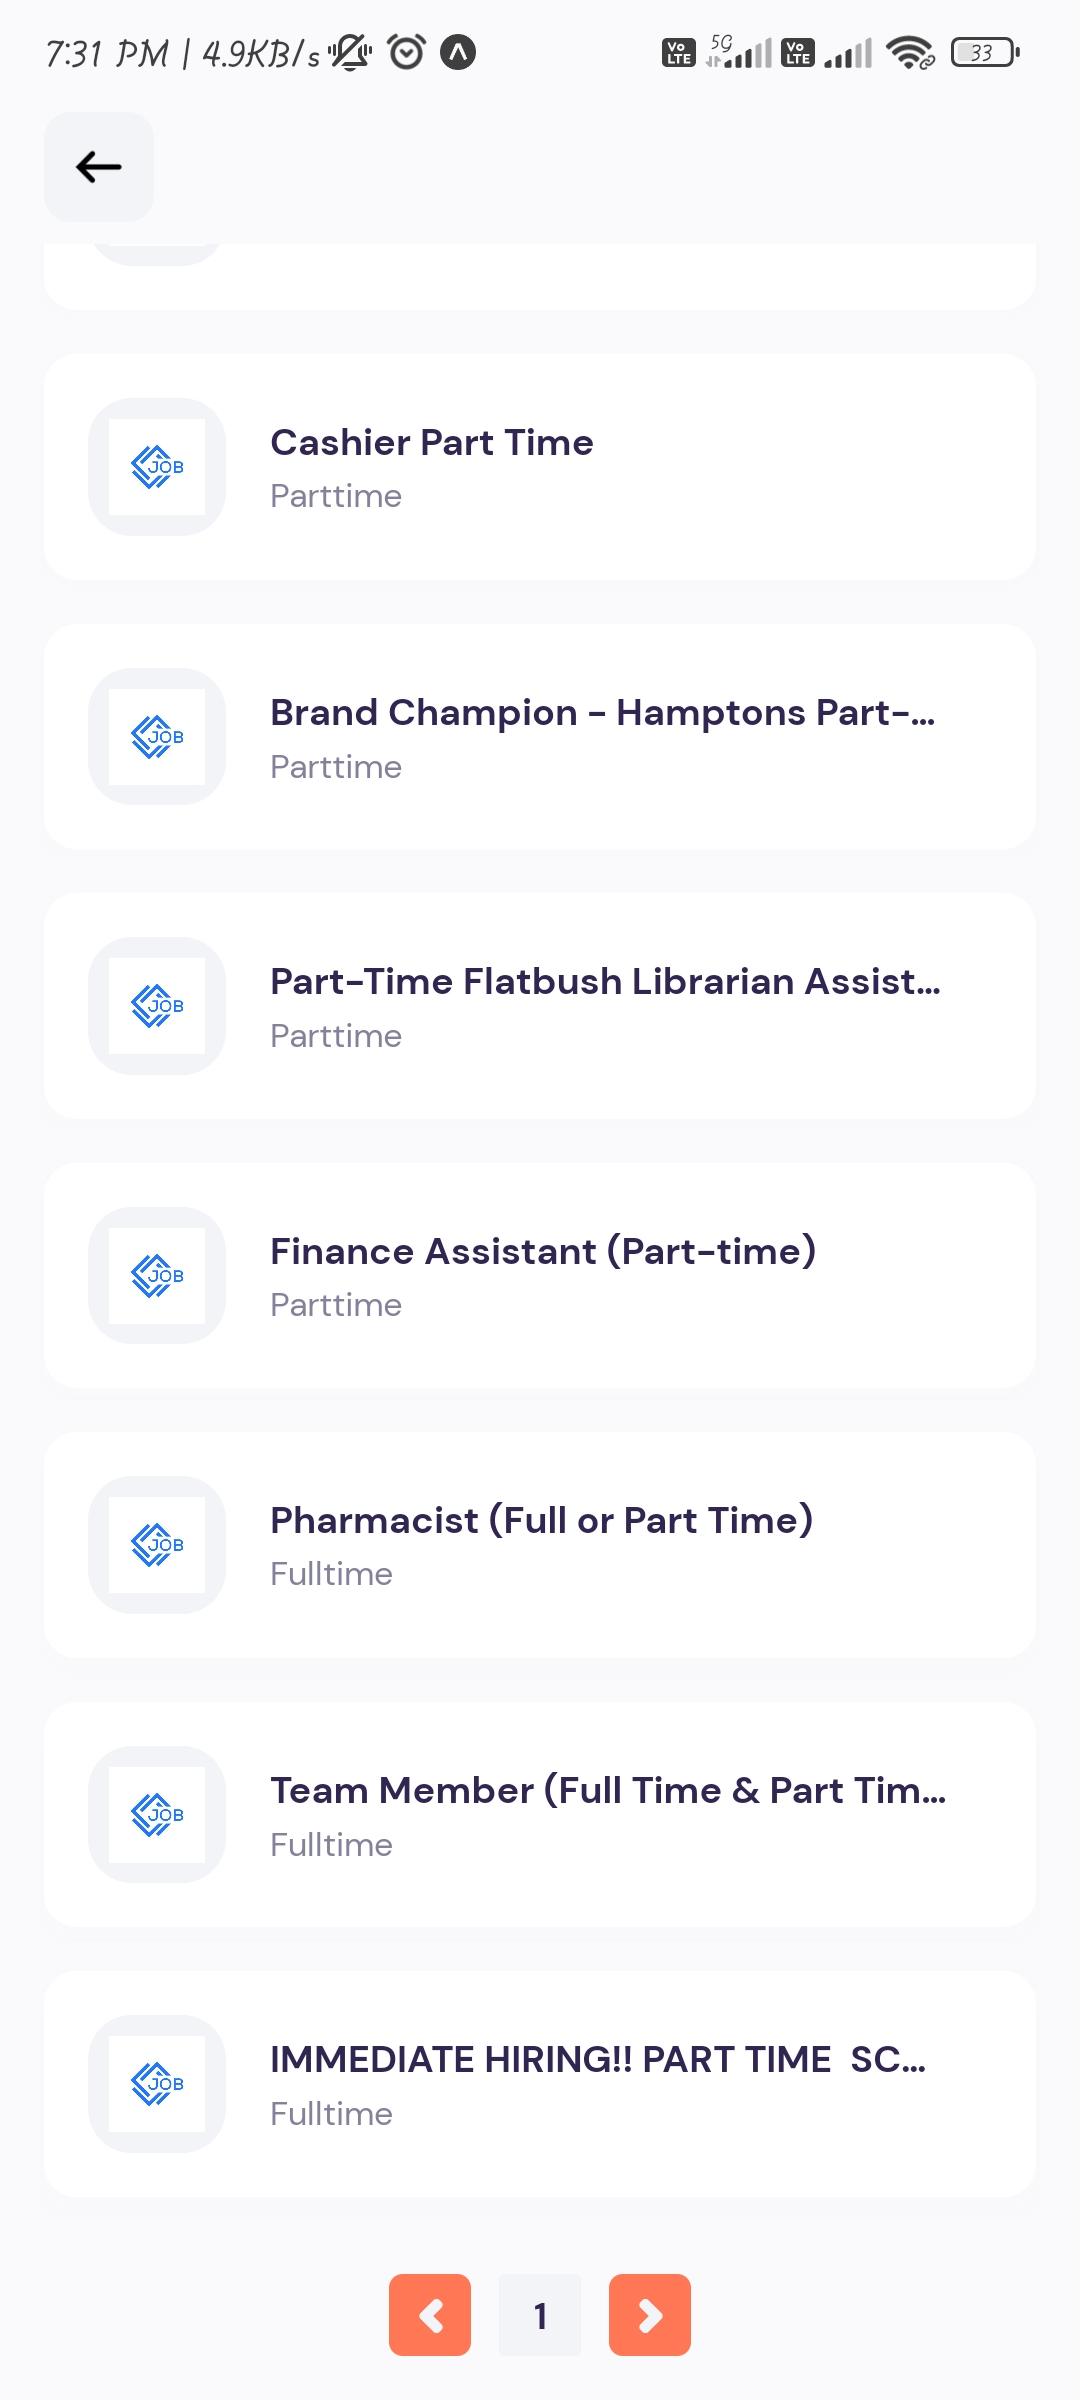 7:31 PM | 4.9KB/s
Vo LTE 5G Vo LTE 33
JOB
Cashier Part Time
Parttime
JOB
Brand Champion - Hamptons Part-...
Parttime
JOB
Part-Time Flatbush Librarian Assist...
Parttime
JOB
Finance Assistant (Part-time)
Parttime
JOB
Pharmacist (Full or Part Time)
Fulltime
JOB
Team Member (Full Time & Part Tim...
Fulltime
JOB
IMMEDIATE HIRING!! PART TIME  SC...
Fulltime
1